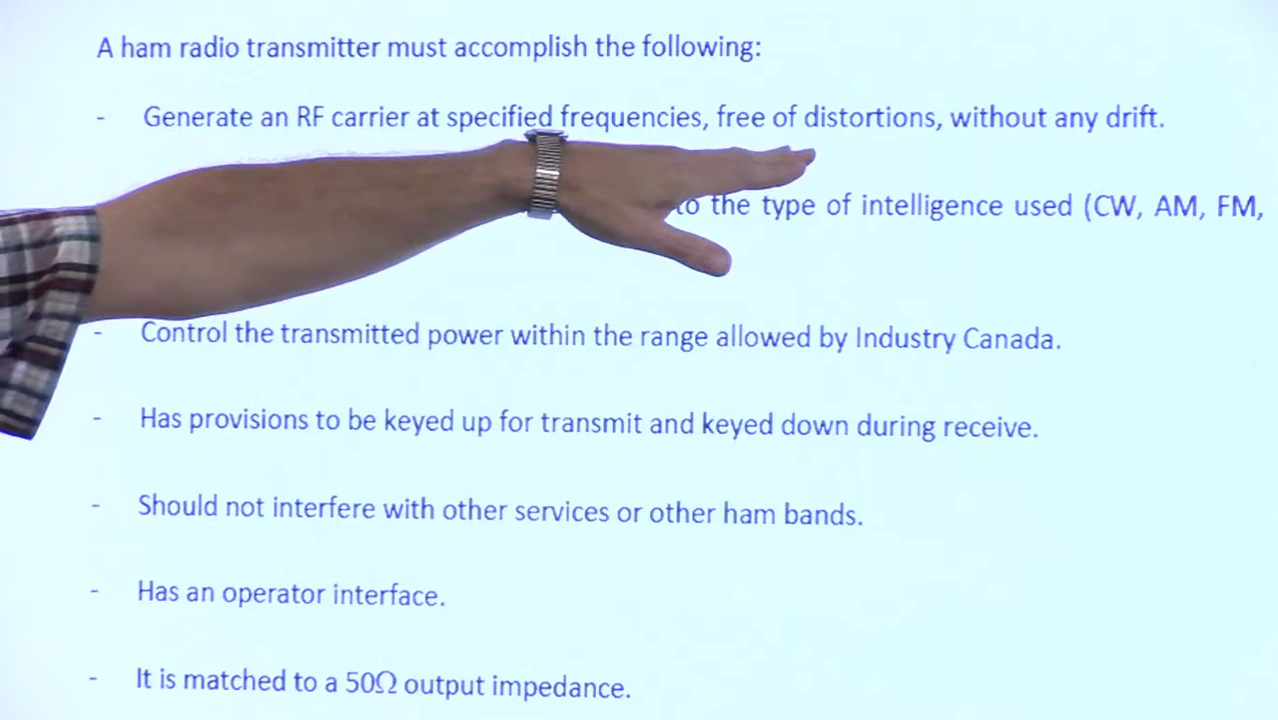 A ham radio transmitter must accomplish the following:
- Generate an RF carrier at specified frequencies, free of distortions, without any drift.
the type of intelligence used (CW, AM, FM,
- Control the transmitted power within the range allowed by Industry Canada.
- Has provisions to be keyed up for transmit and keyed down during receive.
- Should not interfere with other services or other ham bands.
- Has an operator interface.
- It is matched to a 50Ω output impedance.